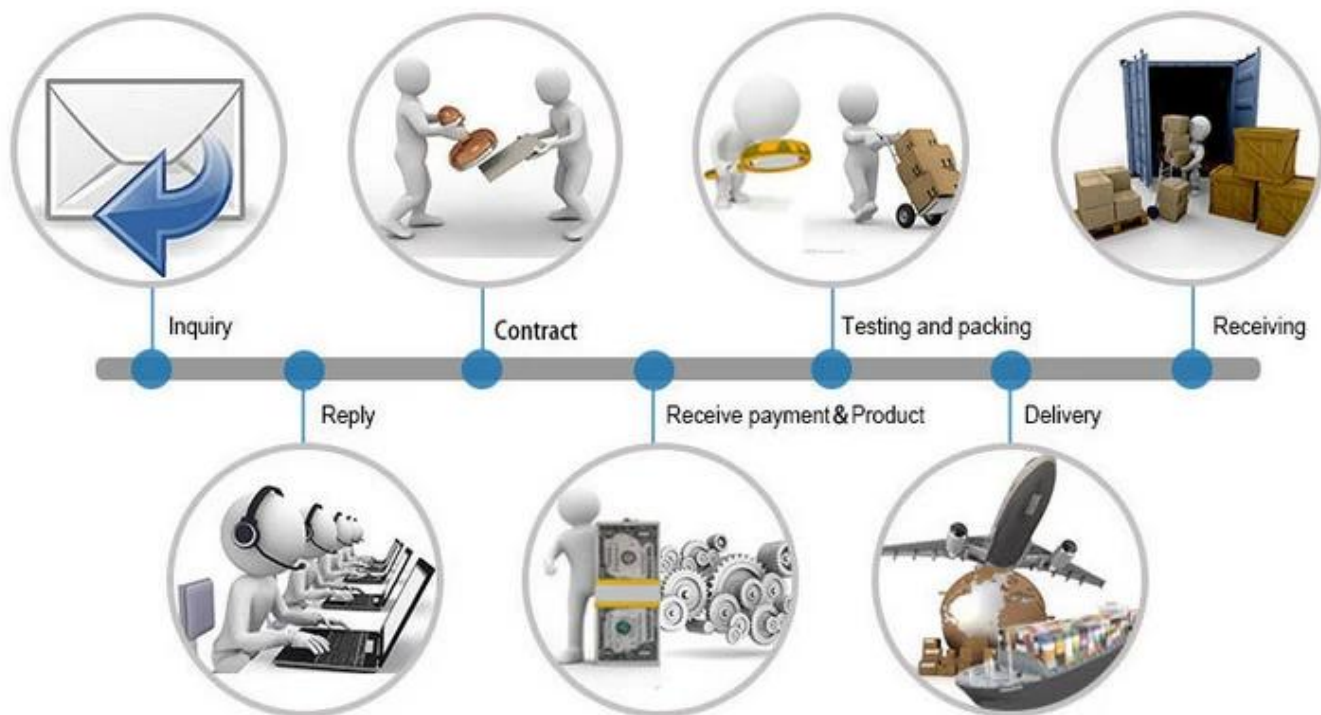 Inquiry
Reply
Contract
Receive payment & Product
Testing and packing
Delivery
Receiving